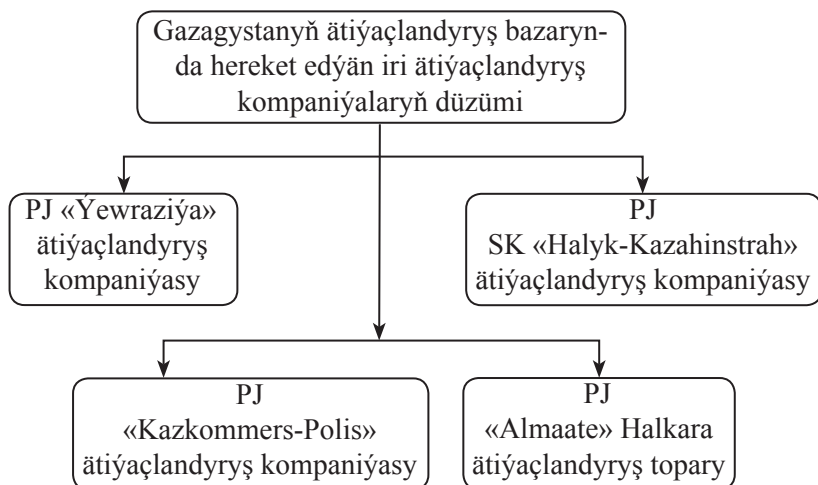 Gazagystanyň ätiýaçlandyryş bazaryn-
da hereket edýän iri ätiýaçlandyryş
kompaniýalaryň düzümi
PJ «Ýewraziýa»
ätiýaçlandyryş
kompaniýasy
PJ
SK «Halyk-Kazahinstrah»
ätiýaçlandyryş kompaniýasy
PJ
«Kazkommers-Polis»
ätiýaçlandyryş kompaniýasy
PJ
«Almaate» Halkara
ätiýaçlandyryş topary